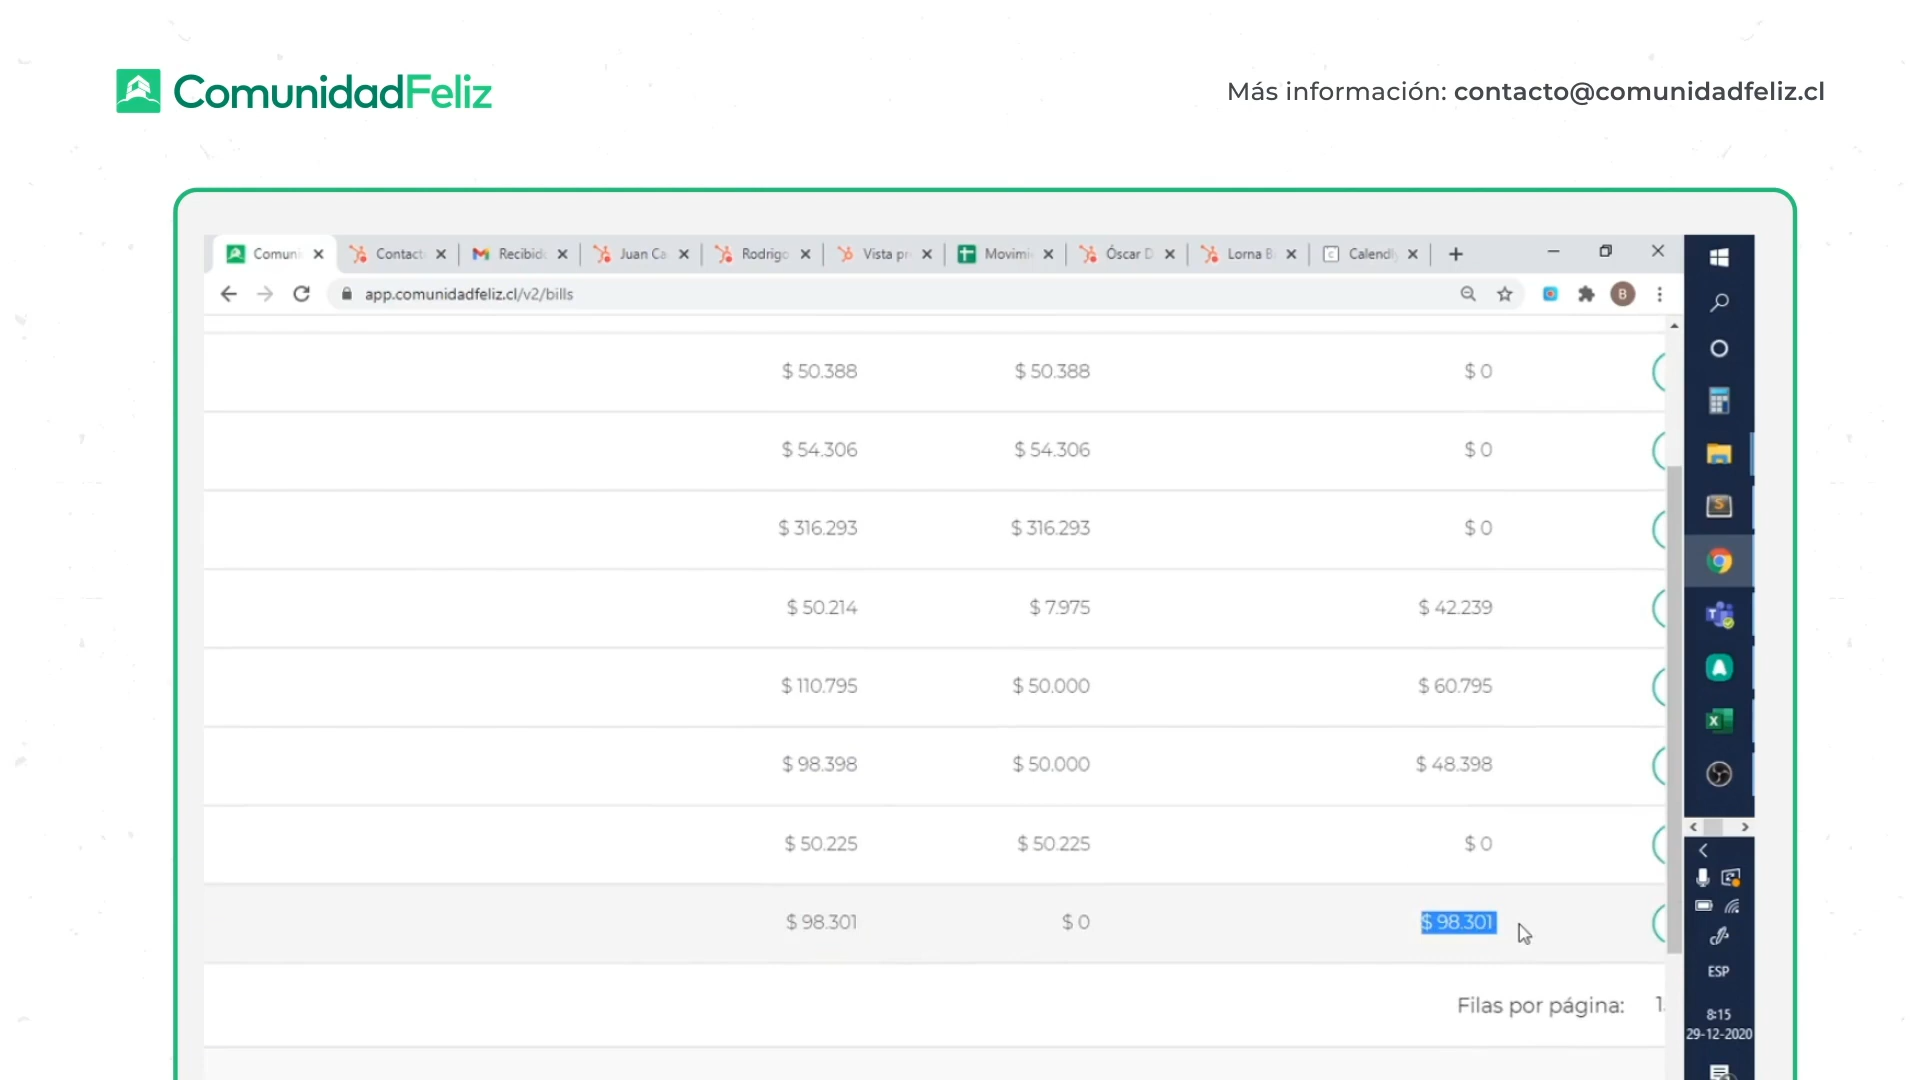 ComunidadFeliz
Más información: contacto@comunidadfeliz.cl
Comuni Contact Recibid Juan Ca Rodrigo Vista pr Movimi Óscar D Lorna B Calendl
app.comunidadfeliz.cl/v2/bills
B
$ 50.388 $ 50.388 $ 0
$ 54.306 $ 54.306 $ 0
$ 316.293 $ 316.293 $ 0
$ 50.214 $ 7.975 $ 42.239
$ 110.795 $ 50.000 $ 60.795
$ 98.398 $ 50.000 $ 48.398
$ 50.225 $ 50.225 $ 0
$ 98.301 $ 0 $ 98.301
Filas por página:
ESP
8:15
29-12-2020